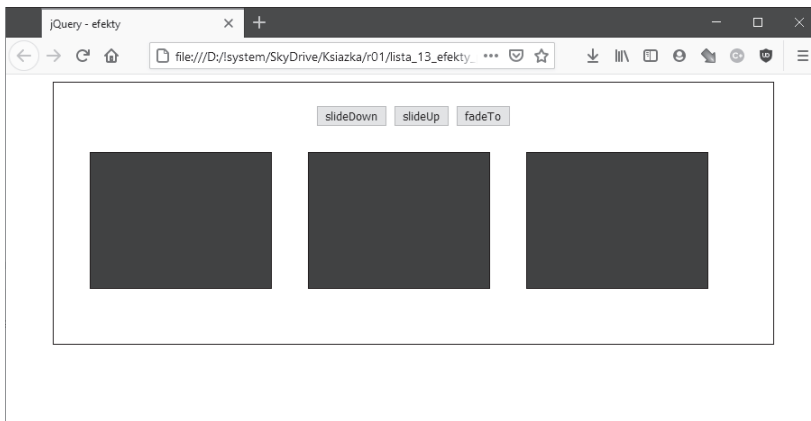 jQuery - efekty
file:///D:/!system/SkyDrive/Ksiazka/r01/lista_13_efekty_
slideDown slideUp fadeTo